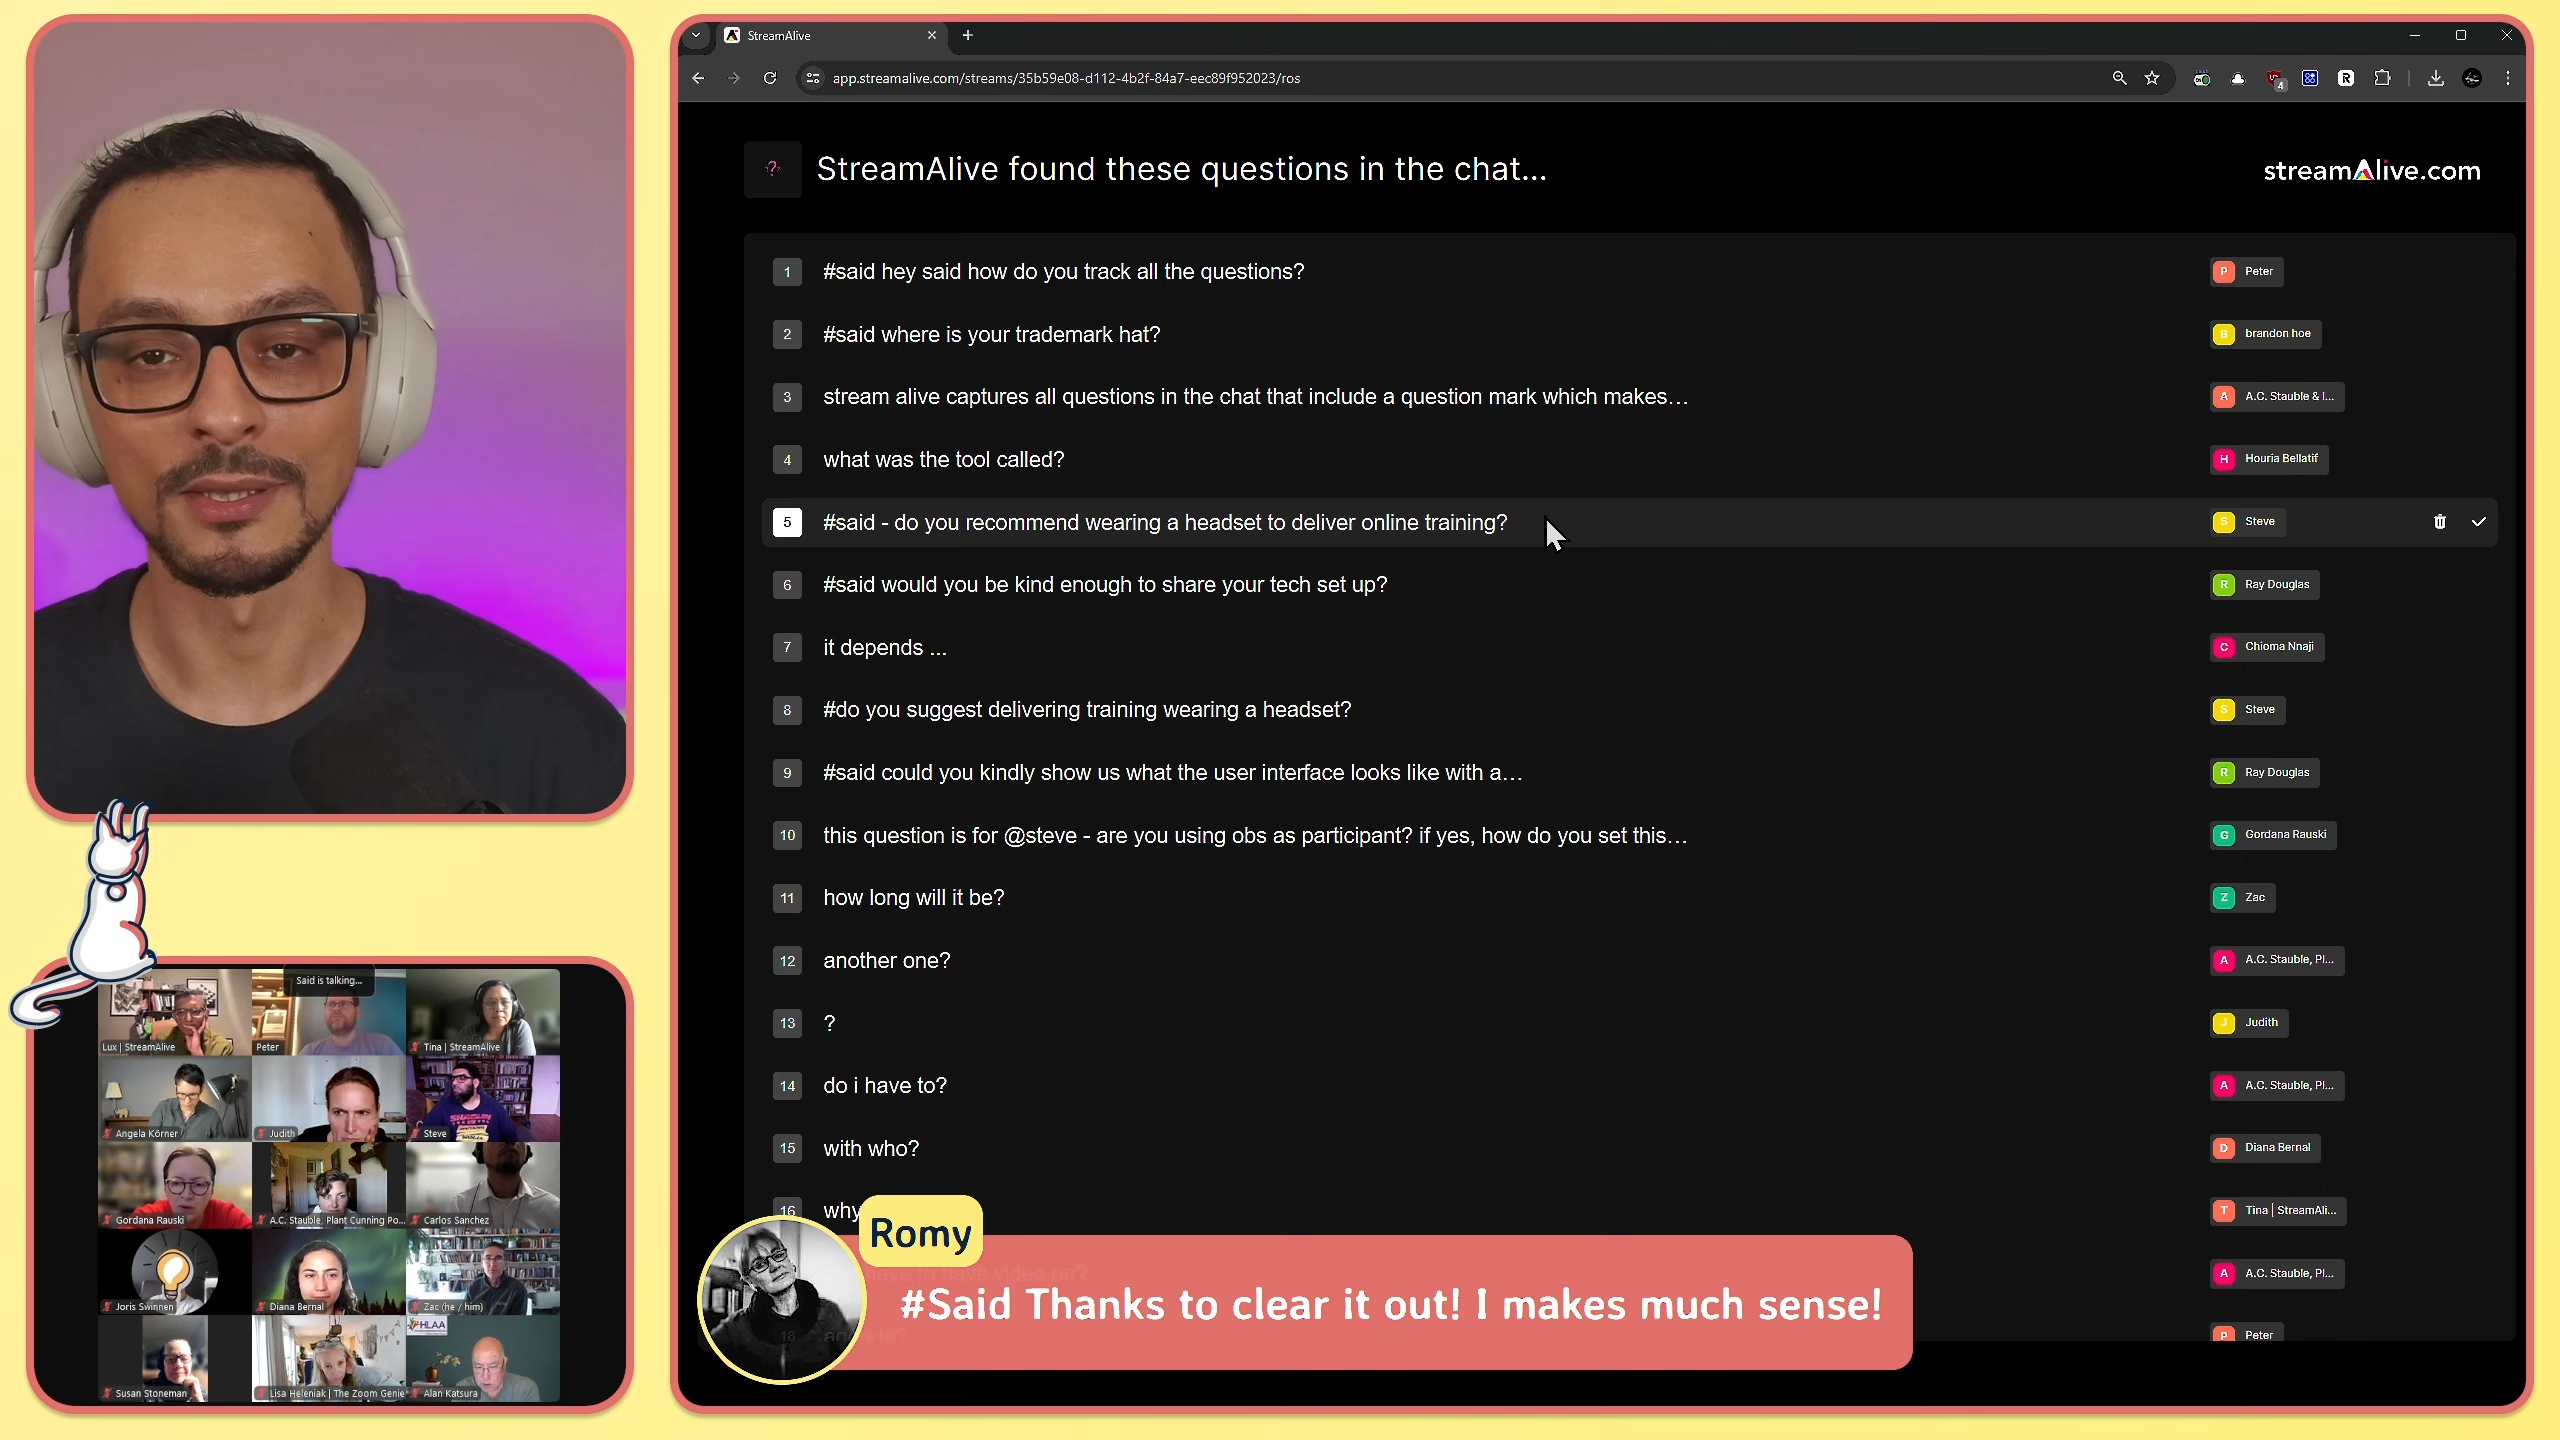 StreamAlive
app.streamalive.com/streams/35b59e08-d112-4b2f-84a7-eec89f952023/ros
4
StreamAlive found these questions in the chat...
streamAlive.com
1 #said hey said how do you track all the questions? P Peter
2 #said where is your trademark hat? B brandon hoe
3 stream alive captures all questions in the chat that include a question mark which makes... A A.C. Stauble & I...
4 what was the tool called? H Houria Bellatif
5 #said - do you recommend wearing a headset to deliver online training? S Steve
6 #said would you be kind enough to share your tech set up? R Ray Douglas
7 it depends ... C Chioma Nnaji
8 #do you suggest delivering training wearing a headset? S Steve
9 #said could you kindly show us what the user interface looks like with a... R Ray Douglas
10 this question is for @steve - are you using obs as participant? if yes, how do you set this... G Gordana Rauski
11 how long will it be? Z Zac
12 another one? A A.C. Stauble, Pl...
13 ? J Judith
14 do i have to? A A.C. Stauble, Pl...
15 with who? D Diana Bernal
16 why T Tina | StreamAli...
have to have video on? A A.C. Stauble, Pl...
18 agenda? P Peter
Romy
#Said Thanks to clear it out! I makes much sense!
Said is talking...
Lux | StreamAlive
Peter
Tina | StreamAlive
Angela Körner
Judith
Steve
Gordana Rauski
A.C. Stauble, Plant Cunning Po...
Carlos Sanchez
Joris Swinnen
Diana Bernal
Zac (he / him)
HLAA
Susan Stoneman
Lisa Heleniak | The Zoom Genie
Alan Katsura